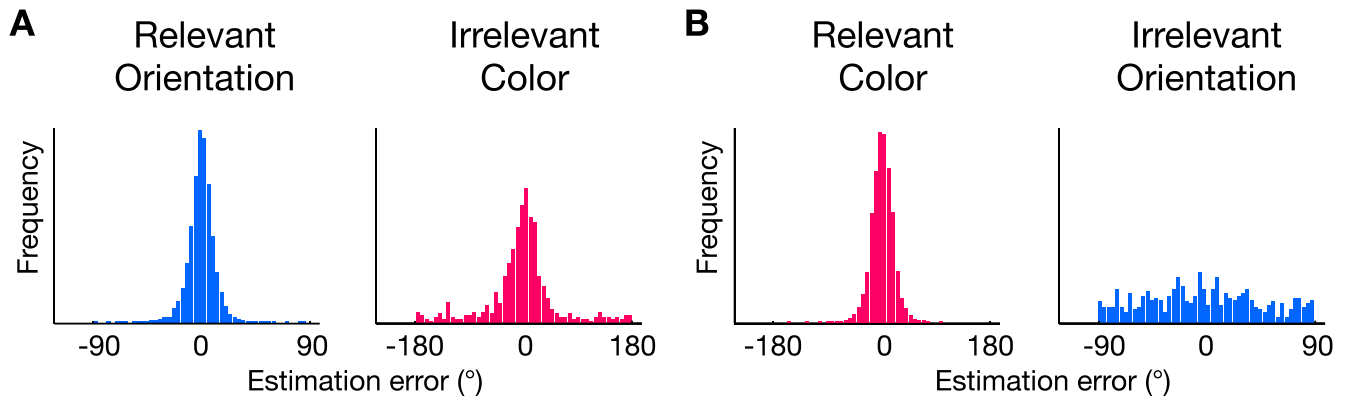 A
Relevant
Orientation
Irrelevant
Color
Frequency
-90 0 90
-180 0 180
Estimation error (°)
B
Relevant
Color
Irrelevant
Orientation
Frequency
-180 0 180
-90 0 90
Estimation error (°)